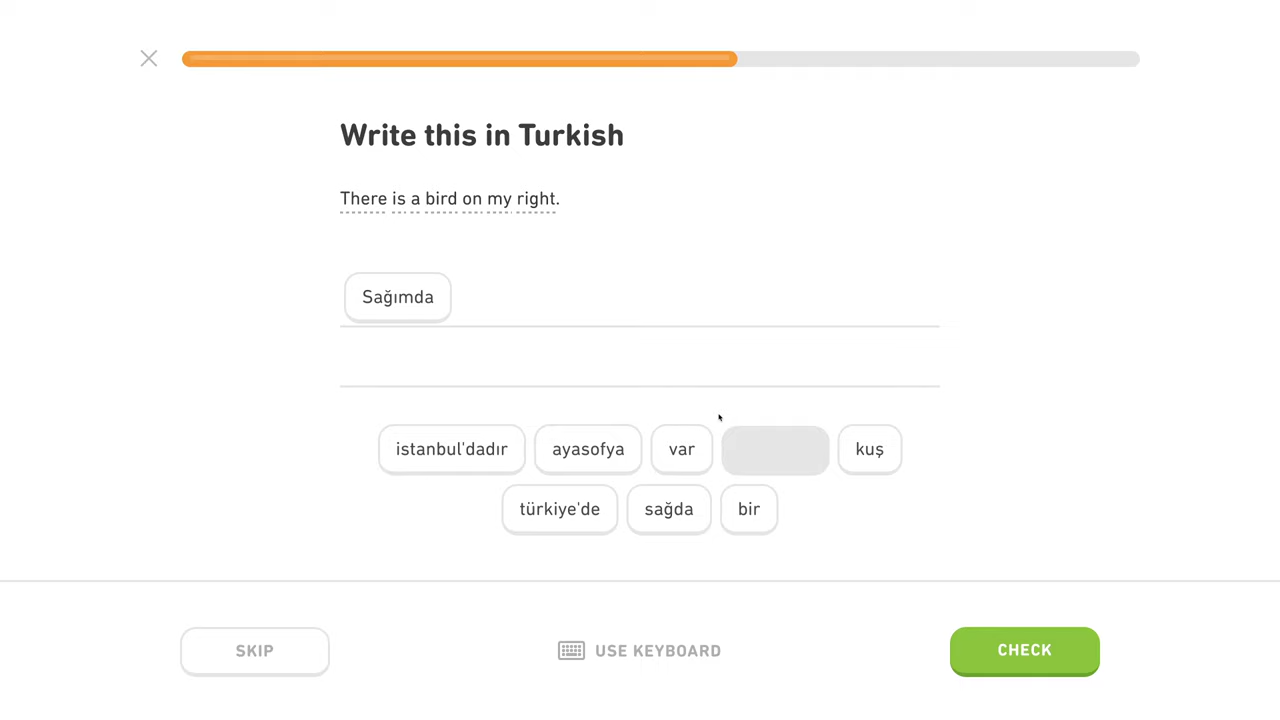 Write this in Turkish
There is a bird on my right.
Sağımda
istanbul'dadır ayasofya var kuş
türkiye'de sağda bir
SKIP USE KEYBOARD CHECK